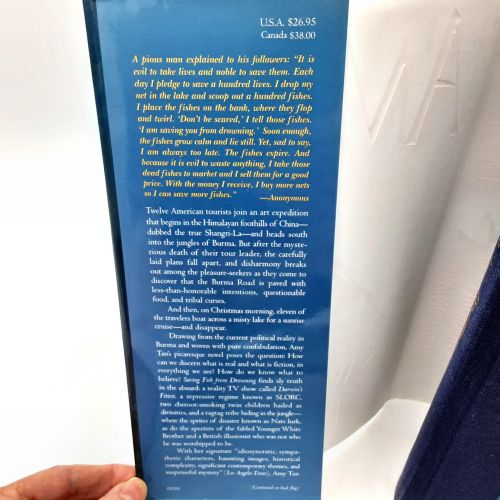 U.S.A. $26.95
Canada $38.00
A pious man explained to his followers: "It is
evil to take lives and noble to save them. Each
day I pledge to save a hundred lives. I drop my
net in the lake and scoop out a hundred fishes.
I place the fishes on the bank, where they flop
and twirl. 'Don't be scared,' I tell those fishes.
'I am saving you from drowning.' Soon enough,
the fishes grow calm and lie still. Yet, sad to say,
I am always too late. The fishes expire. And
because it is evil to waste anything, I take those
dead fishes to market and I sell them for a good
price. With the money I receive, I buy more nets
so I can save more fishes."
—Anonymous
Twelve American tourists join an art expedition
that begins in the Himalayan foothills of China—
dubbed the true Shangri-La—and heads south
into the jungles of Burma. But after the myste-
rious death of their tour leader, the carefully
laid plans fall apart, and disharmony breaks
out among the pleasure-seekers as they come to
discover that the Burma Road is paved with
less-than-honorable intentions, questionable
food, and tribal curses.
And then, on Christmas morning, eleven of
the travelers boat across a misty lake for a sunrise
cruise—and disappear.
Drawing from the current political reality in
Burma and woven with pure confabulation, Amy
Tan's picaresque novel poses the question: How
can we discern what is real and what is fiction, in
everything we see? How do we know what to
believe? Saving Fish from Drowning finds sly truth
in the absurd: a reality TV show called Darwin's
Fittest, a repressive regime known as SLORC,
two cheroot-smoking twin children hailed as
divinities, and a ragtag tribe hiding in the jungle—
where the sprites of disaster known as Nats lurk,
as do the specters of the fabled Younger White
Brother and a British illusionist who was not who
he was worshipped to be.
With her signature "idiosyncratic, sympa-
thetic characters, haunting images, historical
complexity, significant contemporary themes, and
suspenseful mystery" (Los Angeles Times), Amy Tan
(Continued on back flap)